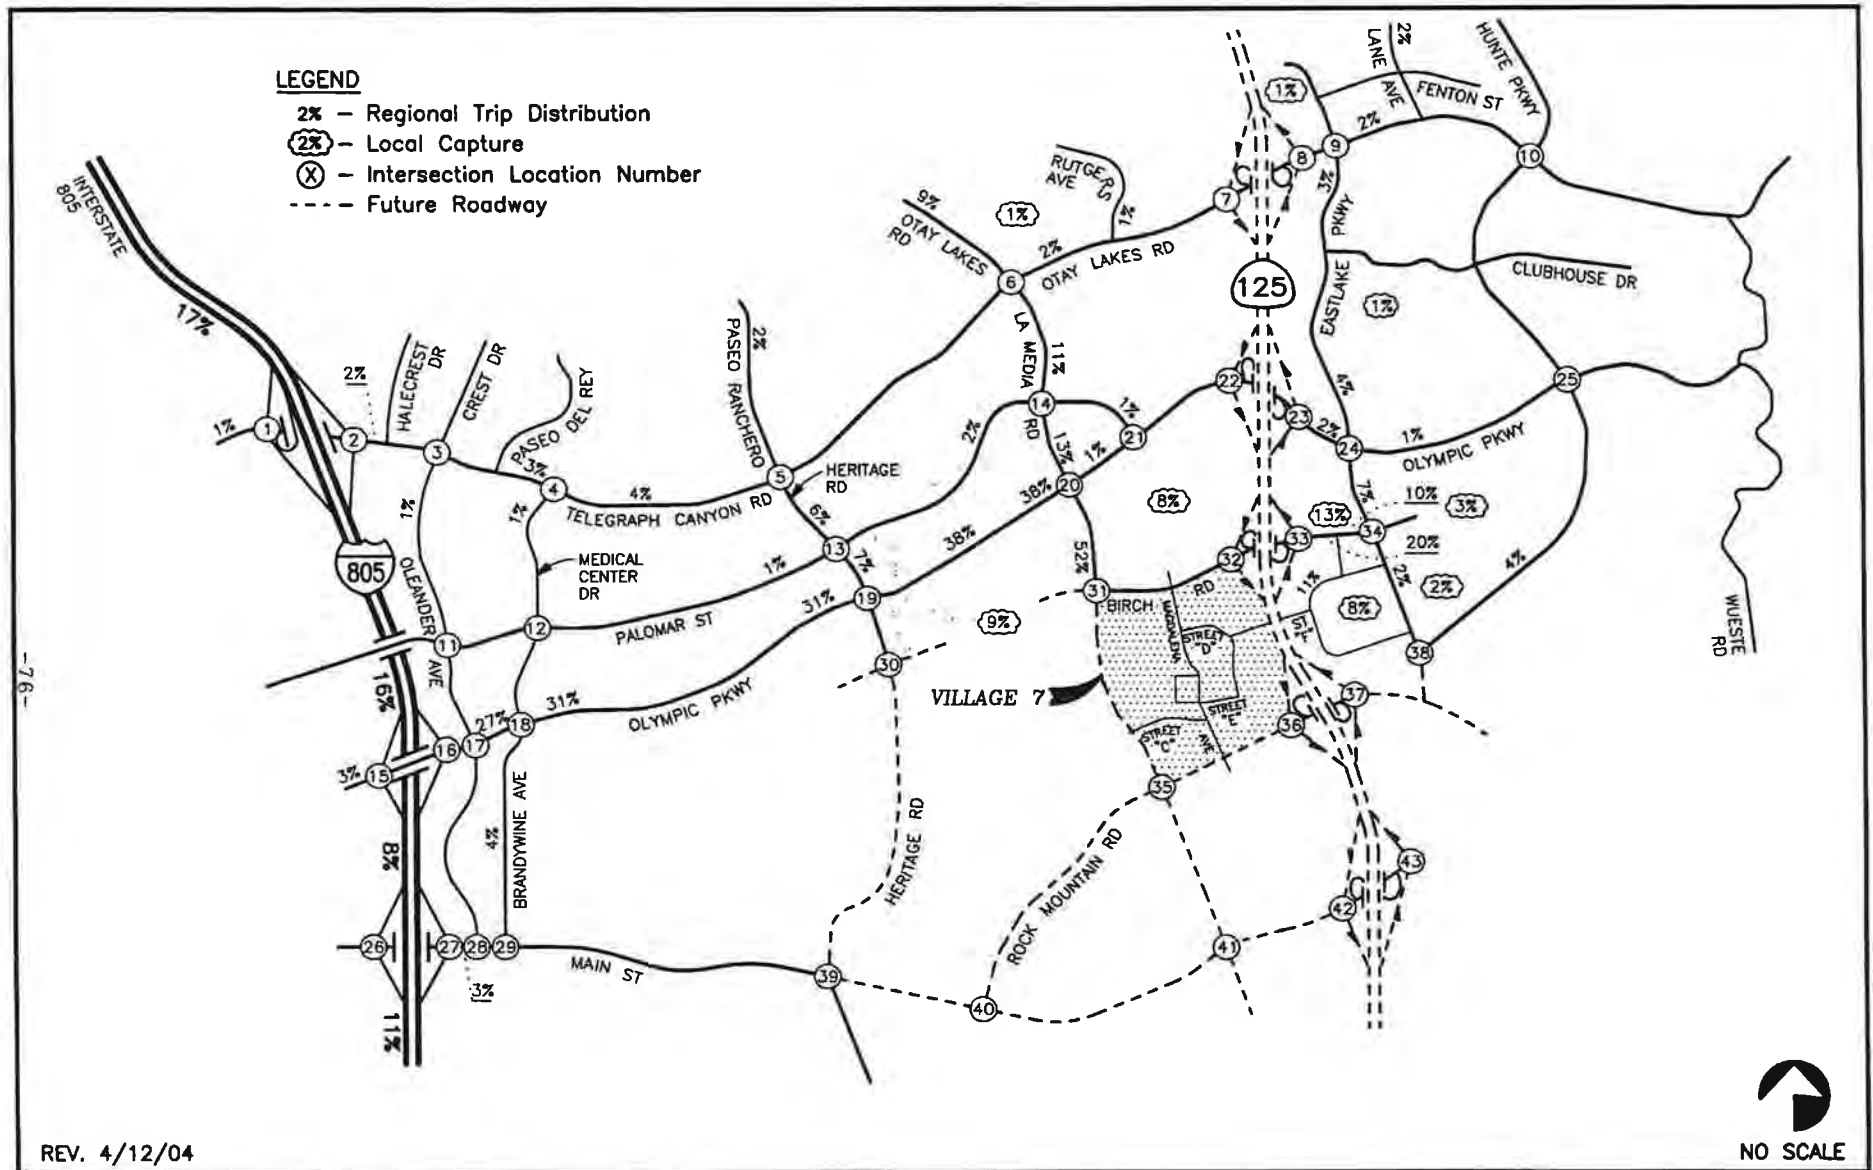 LEGEND
2% – Regional Trip Distribution
2% – Local Capture
X – Intersection Location Number
---- – Future Roadway
INTERSTATE
805
17%
1%
1
2%
2
HALECREST
DR
3
CREST DR
PASEO DEL REY
3%
4
4%
TELEGRAPH CANYON RD
1%
1%
OLEANDER
AVE
MEDICAL
CENTER
DR
805
PASEO RANCHERO
2%
5
HERITAGE
RD
6%
13
7%
19
1%
PALOMAR ST
11
12
16%
31%
31%
OLYMPIC PKWY
27%
18
17
16
15
3%
8%
4%
BRANDYWINE AVE
26
27
28
29
3%
11%
MAIN ST
39
40
HERITAGE RD
30
9%
38%
38%
2%
9%
OTAY LAKES
RD
1%
RUTGERS
AVE
1%
2%
OTAY LAKES RD
6
LA MEDIA
RD
11%
14
13%
1%
21
1%
20
52%
31
BIRCH
RD
8%
7
8
9
1%
LANE
AVE
2%
FENTON ST
HUNTE PKWY
2%
10
3%
EASTLAKE
PKWY
CLUBHOUSE DR
125
1%
4%
22
23
2%
24
1%
OLYMPIC PKWY
25
7%
10%
3%
13%
34
33
32
20%
11%
2%
2%
4%
8%
ST.
"F"
38
37
36
WUESTE
RD
MAGDALENA
AVE
STREET
"D"
STREET
"E"
STREET
"C"
VILLAGE 7
35
ROCK MOUNTAIN RD
41
42
43
-76-
REV. 4/12/04
NO SCALE